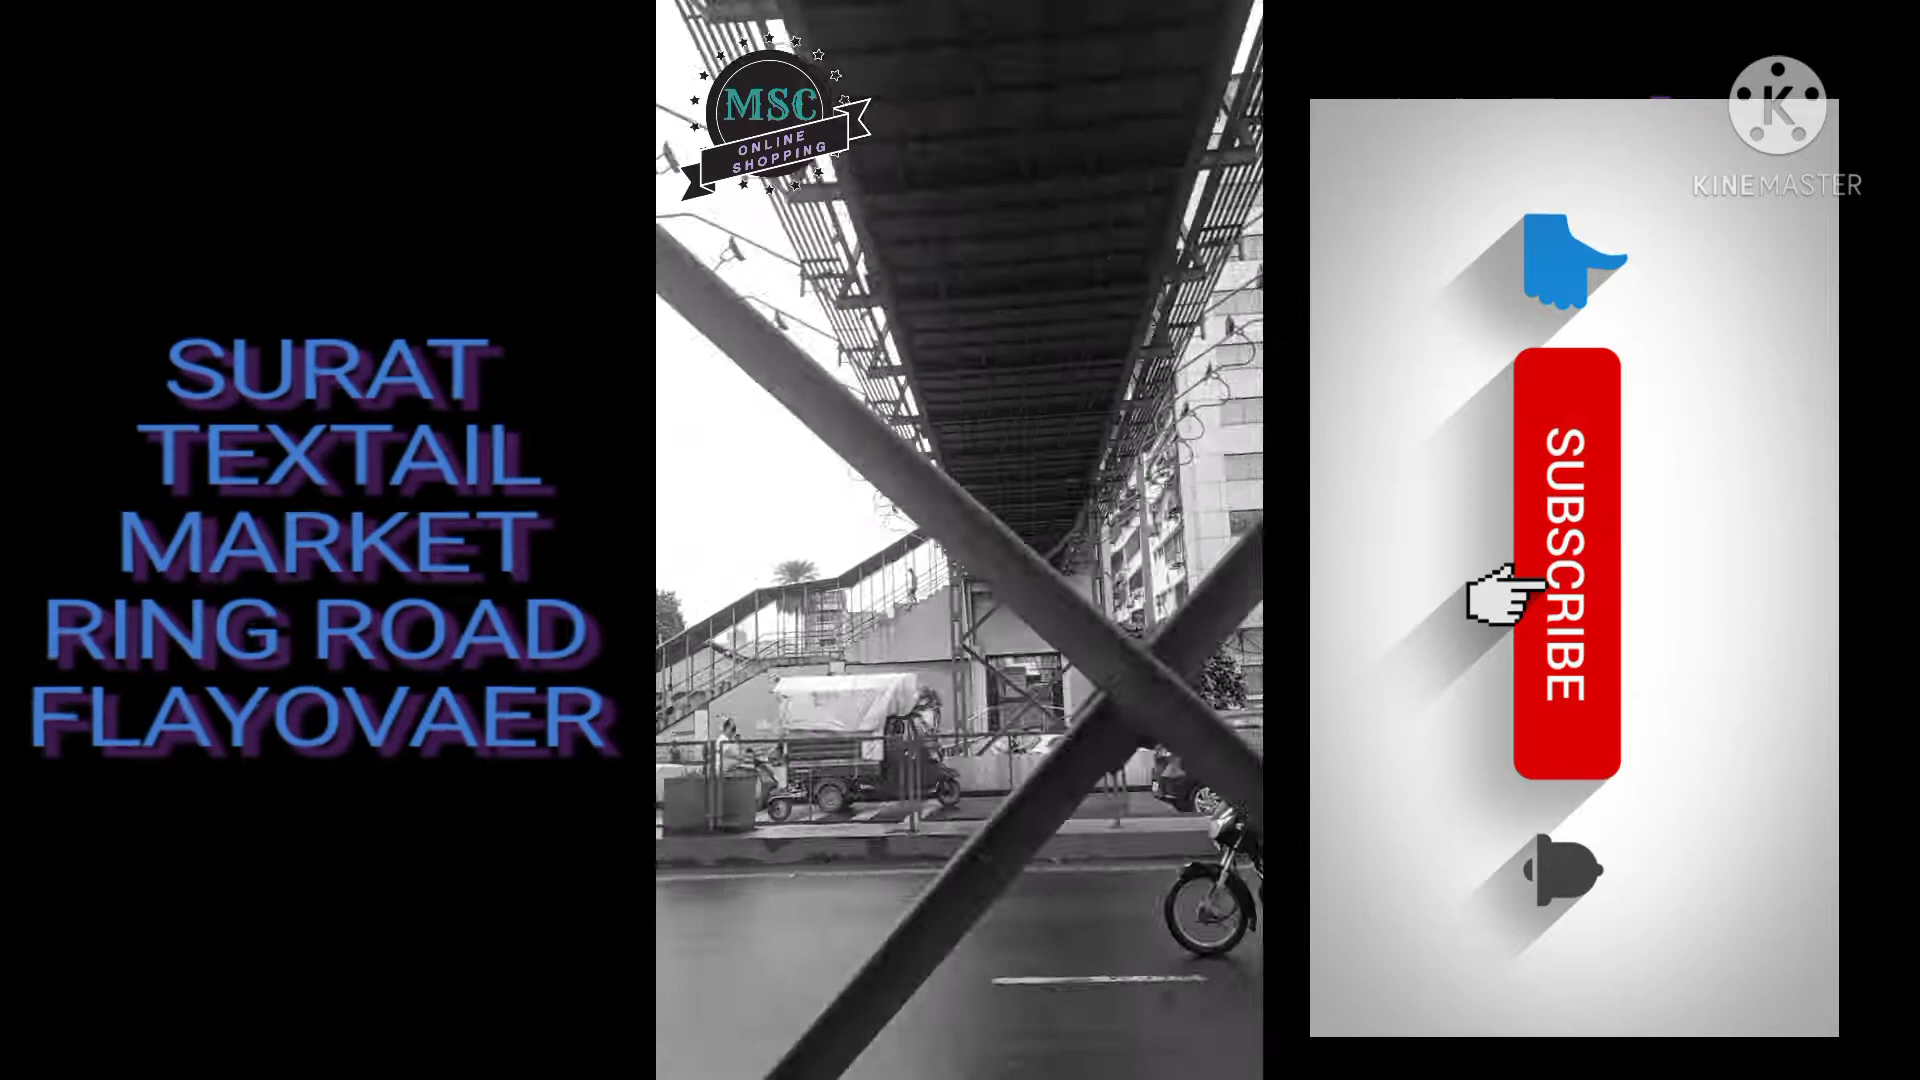 SURAT
TEXTAIL
MARKET
RING ROAD
FLAYOVAER
MSC
ONLINE
SHOPPING
KINEMASTER
SUBSCRIBE